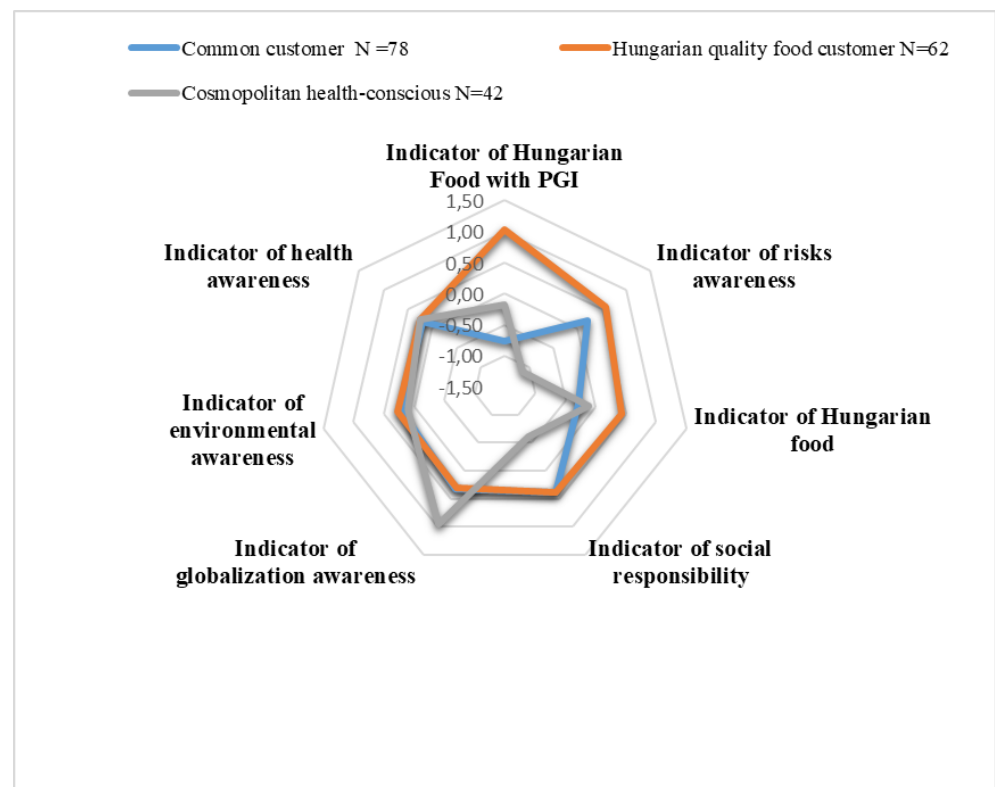 Common customer N =78
Hungarian quality food customer N=62
Cosmopolitan health-conscious N=42
Indicator of Hungarian
Food with PGI
1,50
1,00
0,50
0,00
-0,50
-1,00
-1,50
Indicator of risks
awareness
Indicator of Hungarian
food
Indicator of social
responsibility
Indicator of
globalization awareness
Indicator of
environmental
awareness
Indicator of health
awareness